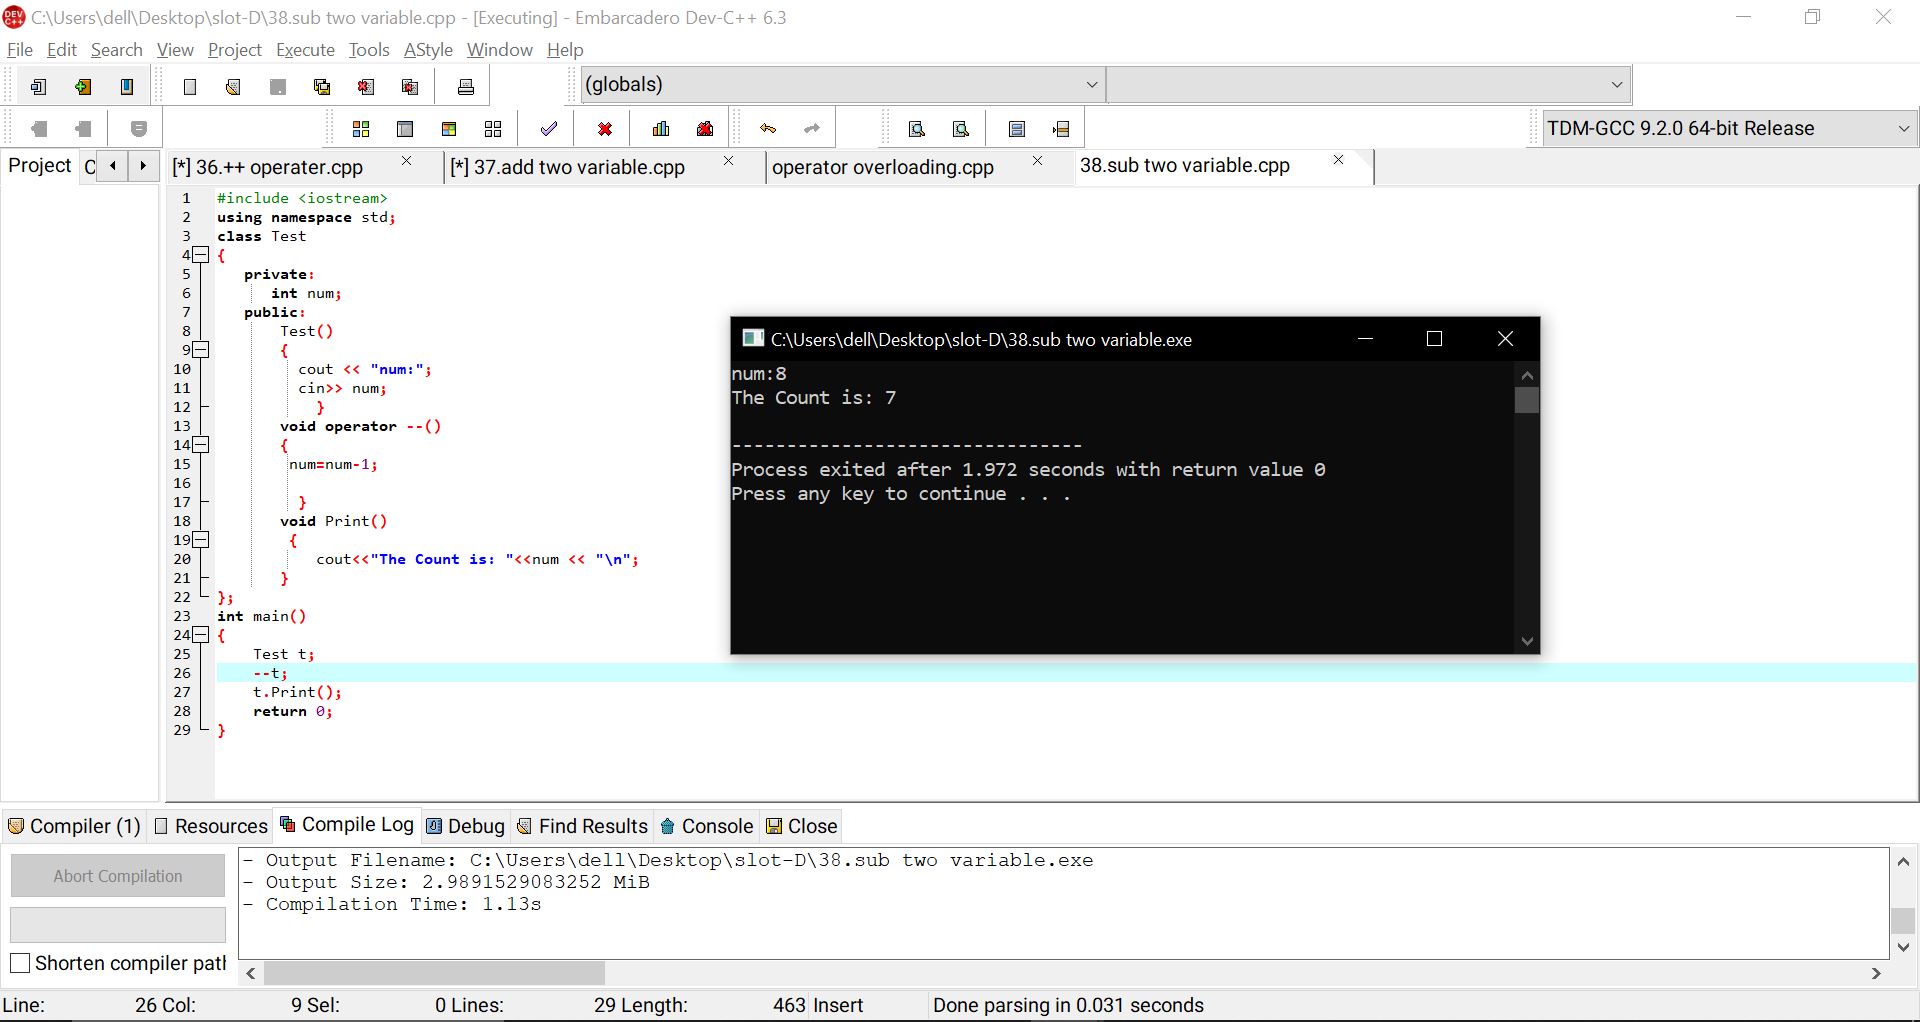 C:\Users\dell\Desktop\slot-D\38.sub two variable.cpp - [Executing] - Embarcadero Dev-C++ 6.3
File Edit Search View Project Execute Tools AStyle Window Help
(globals)
TDM-GCC 9.2.0 64-bit Release
Project
[*] 36.++ operater.cpp
[*] 37.add two variable.cpp
operator overloading.cpp
38.sub two variable.cpp
1 #include <iostream>
2 using namespace std;
3 class Test
4 {
5 private:
6 int num;
7 public:
8 Test()
9 {
10 cout << "num:";
11 cin>> num;
12 }
13 void operator --()
14 {
15 num=num-1;
16
17 }
18 void Print()
19 {
20 cout<<"The Count is: "<<num << "\n";
21 }
22 };
23 int main()
24 {
25 Test t;
26 --t;
27 t.Print();
28 return 0;
29 }
C:\Users\dell\Desktop\slot-D\38.sub two variable.exe
num:8
The Count is: 7
--------------------------------
Process exited after 1.972 seconds with return value 0
Press any key to continue . . .
Compiler (1) Resources Compile Log Debug Find Results Console Close
Abort Compilation
Shorten compiler path
- Output Filename: C:\Users\dell\Desktop\slot-D\38.sub two variable.exe
- Output Size: 2.9891529083252 MiB
- Compilation Time: 1.13s
Line: 26 Col: 9 Sel: 0 Lines: 29 Length: 463 Insert Done parsing in 0.031 seconds